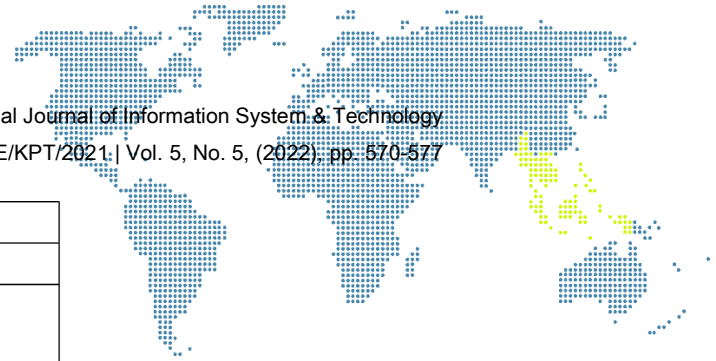 al Journal of Information System & Technology
E/KPT/2021 | Vol. 5, No. 5, (2022), pp. 570-577